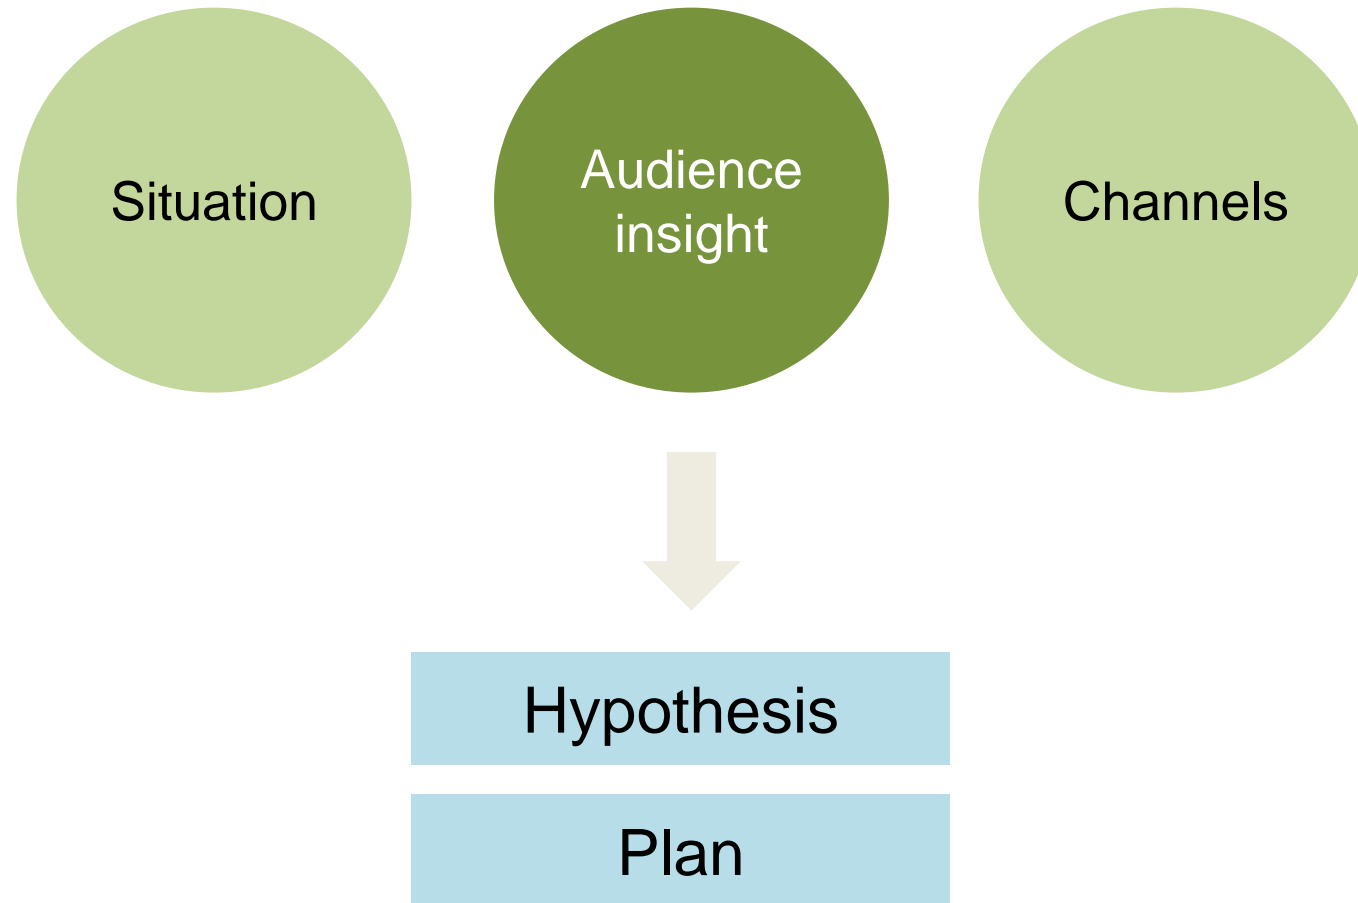 Situation
Audience
insight
Channels
Hypothesis
Plan